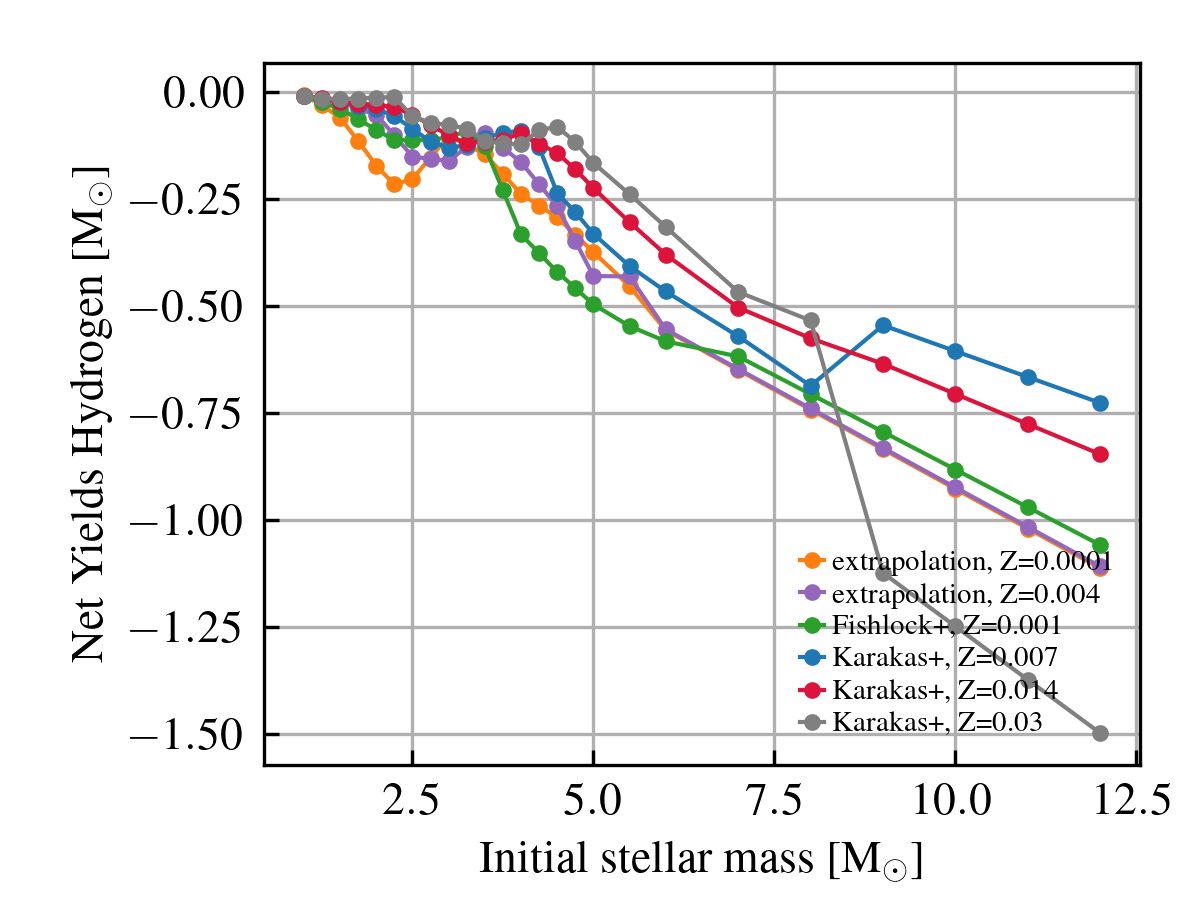 0.00
−0.25
−0.50
−0.75
−1.00
−1.25
−1.50
Net Yields Hydrogen [M⊙]
extrapolation, Z=0.0001
extrapolation, Z=0.004
Fishlock+, Z=0.001
Karakas+, Z=0.007
Karakas+, Z=0.014
Karakas+, Z=0.03
2.5 5.0 7.5 10.0 12.5
Initial stellar mass [M⊙]